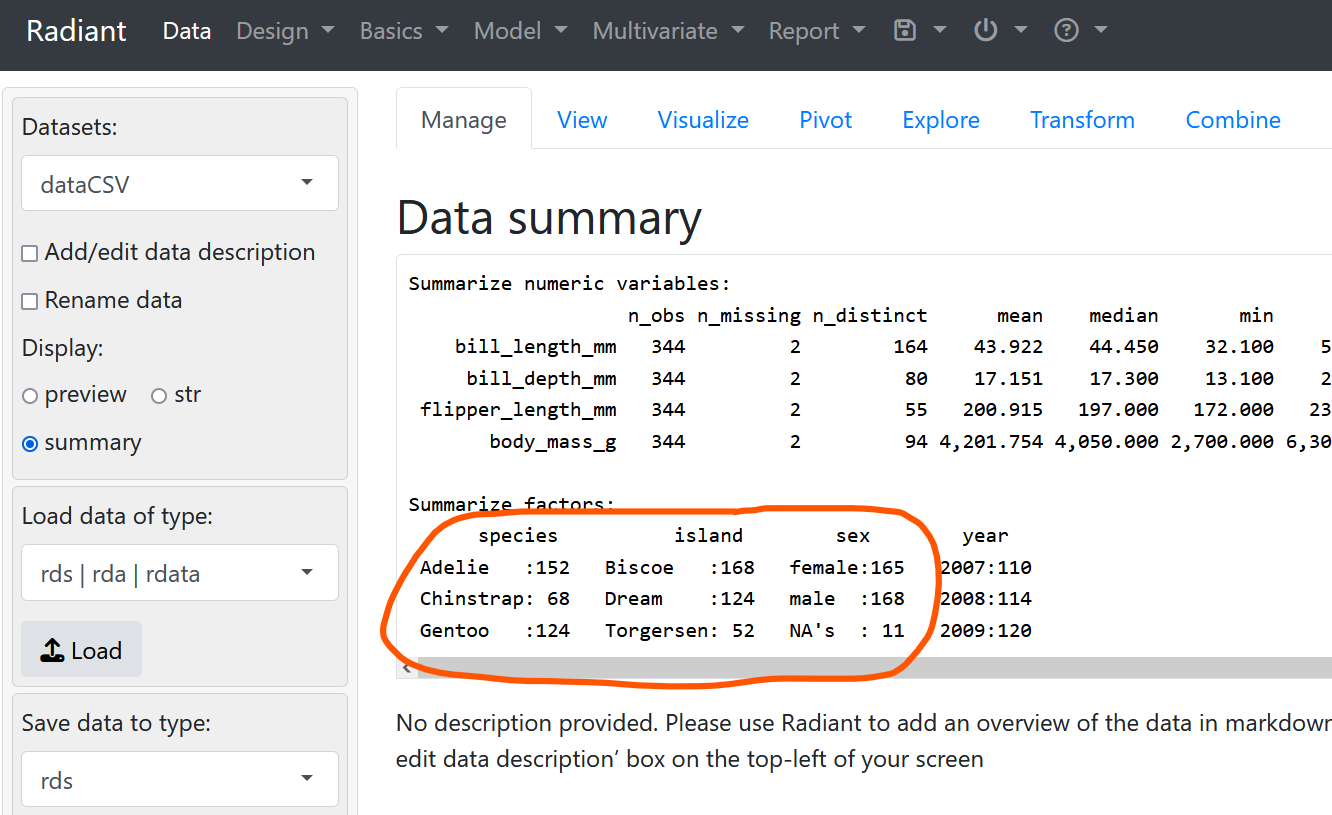 Radiant Data Design Basics Model Multivariate Report
Datasets:
dataCSV
Add/edit data description
Rename data
Display:
preview str
summary
Load data of type:
rds | rda | rdata
Load
Save data to type:
rds
Manage View Visualize Pivot Explore Transform Combine
Data summary
Summarize numeric variables:
n_obs n_missing n_distinct mean median min
bill_length_mm 344 2 164 43.922 44.450 32.100 5
bill_depth_mm 344 2 80 17.151 17.300 13.100 2
flipper_length_mm 344 2 55 200.915 197.000 172.000 23
body_mass_g 344 2 94 4,201.754 4,050.000 2,700.000 6,30
Summarize factors:
species island sex year
Adelie :152 Biscoe :168 female:165 2007:110
Chinstrap: 68 Dream :124 male :168 2008:114
Gentoo :124 Torgersen: 52 NA's : 11 2009:120
No description provided. Please use Radiant to add an overview of the data in markdown
edit data description’ box on the top-left of your screen